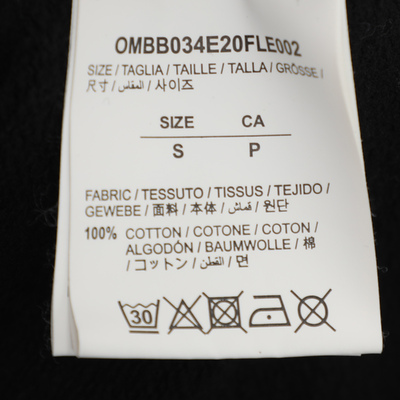 OMBB034E20FLE002
SIZE / TAGLIA / TAILLE / TALLA / GRÖSSE /
尺寸 / المقاس / 사이즈
SIZE CA
S P
FABRIC / TESSUTO / TISSUS / TEJIDO /
GEWEBE / 面料 / 本体 / قماش / 원단
100% COTTON / COTONE / COTON /
ALGODÓN / BAUMWOLLE / 棉
/ コットン / القطن / 면
30